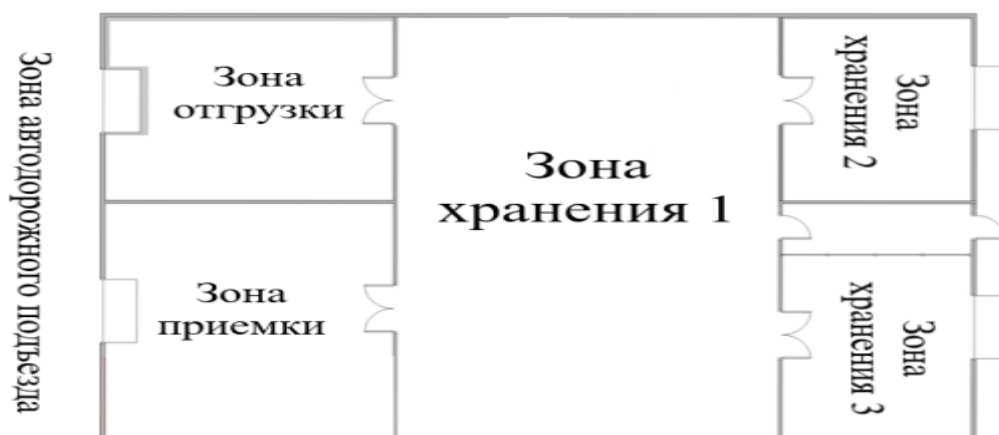 Зона автодорожного подъезда
Зона
отгрузки
Зона
приемки
Зона
хранения 1
Зона
хранения 2
Зона
хранения 3